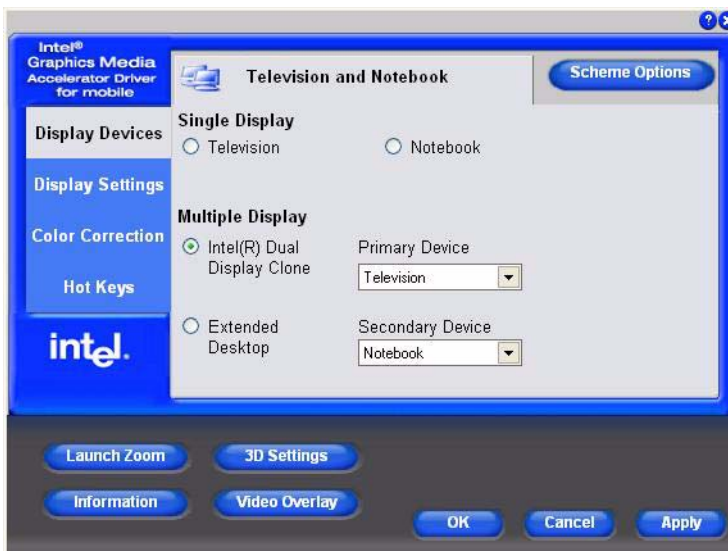 ?
Intel®
Graphics Media
Accelerator Driver
for mobile
Television and Notebook
Scheme Options
Display Devices
Display Settings
Color Correction
Hot Keys
intel.
Single Display
Television
Notebook
Multiple Display
Intel(R) Dual
Display Clone
Primary Device
Television
Extended
Desktop
Secondary Device
Notebook
Launch Zoom
3D Settings
Information
Video Overlay
OK
Cancel
Apply